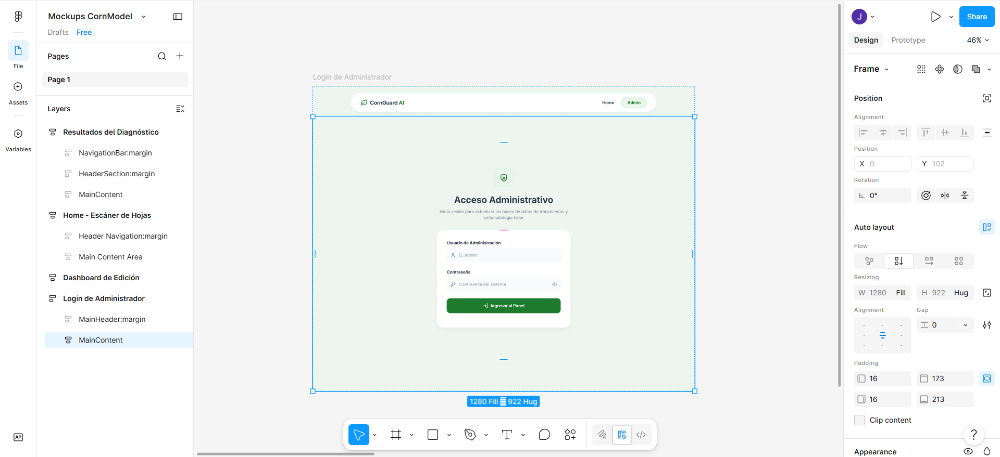 Mockups CornModel
Drafts Free
File
Assets
Variables
Pages
Page 1
Layers
Resultados del Diagnóstico
NavigationBar:margin
HeaderSection:margin
MainContent
Home - Escáner de Hojas
Header Navigation:margin
Main Content Area
Dashboard de Edición
Login de Administrador
MainHeader:margin
MainContent
A?
Login de Administrador
CornGuard AI
Home
Admin
Acceso Administrativo
Inicia sesión para actualizar las bases de datos de tratamientos y
sintomatología foliar
Usuario de Administración
Ej. admin
Contraseña
Contraseña del sistema
Ingresar al Panel
1280 Fill 922 Hug
J
Share
Design Prototype 46%
Frame
Position
Alignment
Position
X 0 Y 102
Rotation
0°
Auto layout
Flow
Resizing
W 1280 Fill H 922 Hug
Alignment Gap
0
Padding
16 173
16 213
Clip content
?
Appearance